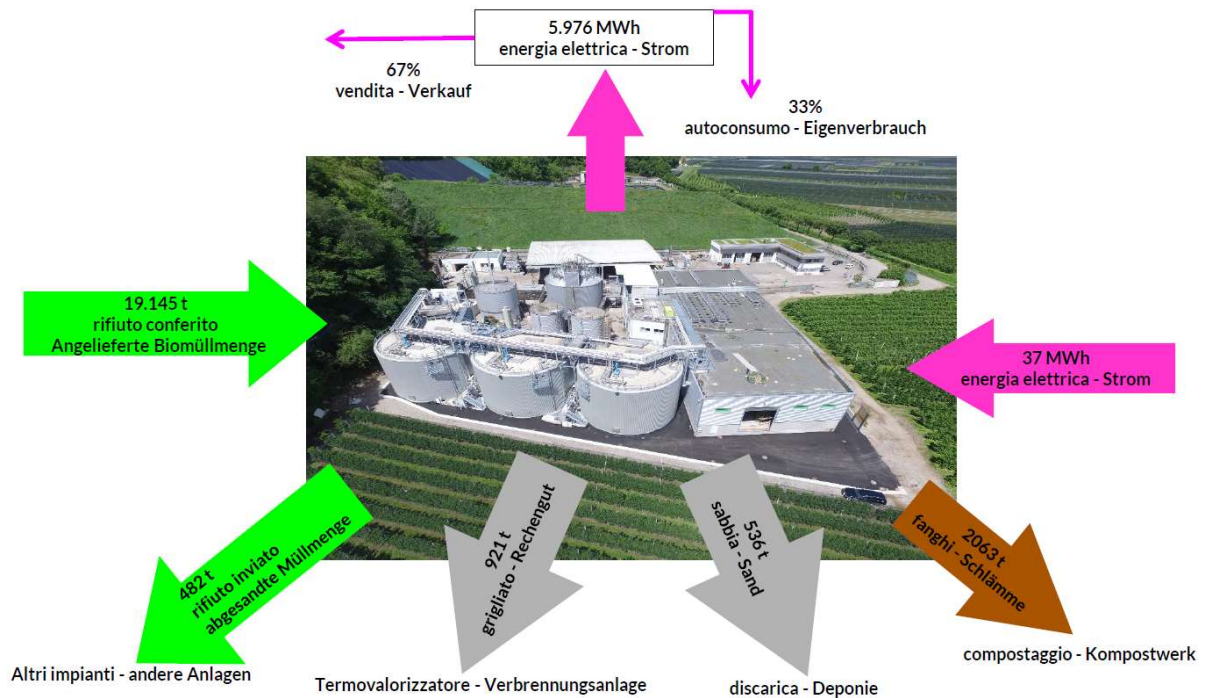 5.976 MWh
energia elettrica - Strom
67%
vendita - Verkauf
33%
autoconsumo - Eigenverbrauch
19.145 t
rifiuto conferito
Angelieferte Biomüllmenge
37 MWh
energia elettrica - Strom
482 t
rifiuto inviato
abgesandte Müllmenge
921 t
grigliato - Rechengut
536 t
sabbia - Sand
2063 t
fanghi - Schlämme
Altri impianti - andere Anlagen
Termovalorizzatore - Verbrennungsanlage
discarica - Deponie
compostaggio - Kompostwerk